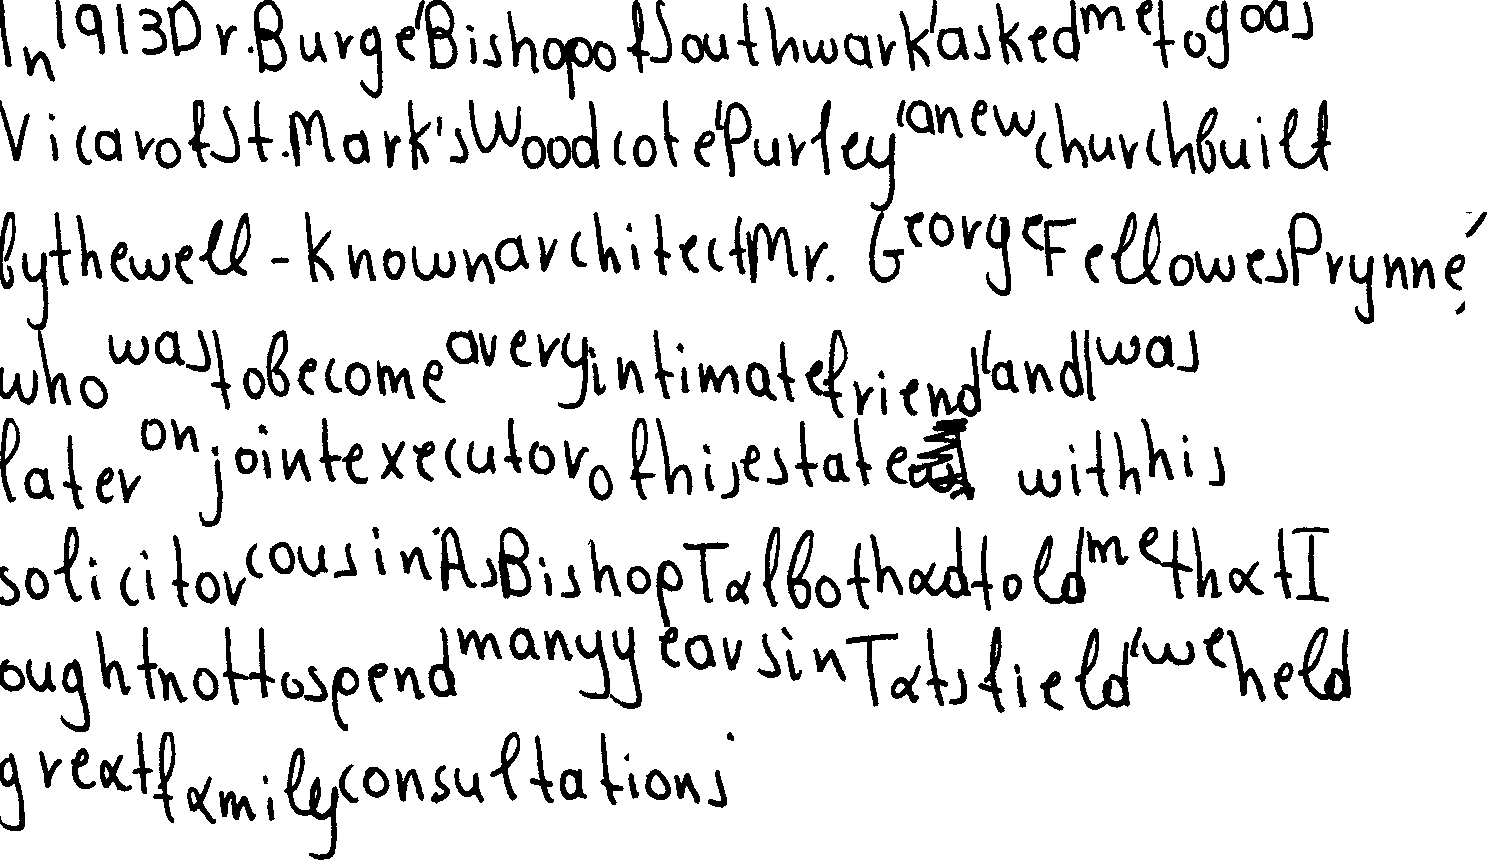 In 1913 Dr. Burge, Bishop of Southwark, asked me to go as
Vicar of St. Mark's Woodcote, Purley, a new church built
by the well-known architect Mr. George Fellowes Prynne,
who was to become a very intimate friend, and I was
later on joint executor of his estate with his
solicitor cousin. As Bishop Talbot had told me that I
ought not to spend many years in Tatsfield, we held
great family consultations.